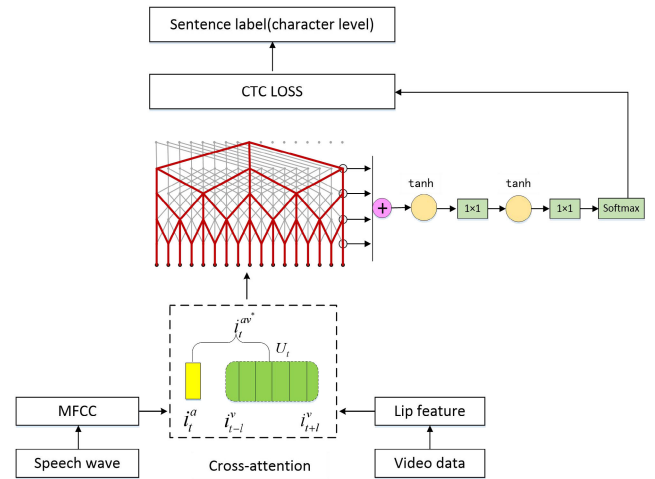 Sentence label(character level)
CTC LOSS
tanh
tanh
+
1×1
1×1
Softmax
i_t^{av*}
U_t
i_t^a
i_{t-l}^v
i_{t+l}^v
MFCC
Lip feature
Speech wave
Cross-attention
Video data